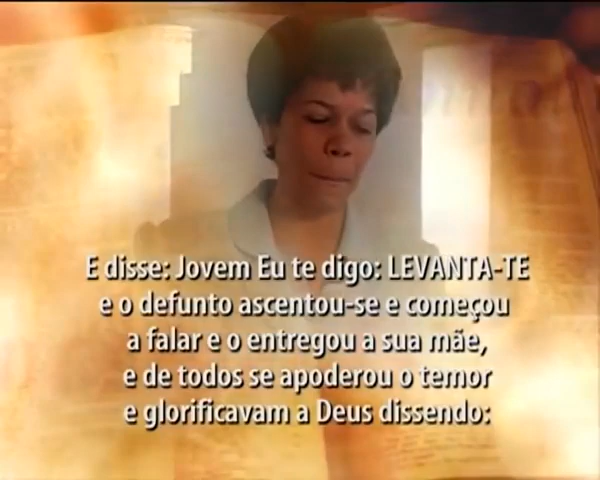 E disse: Jovem Eu te digo: LEVANTA-TE
e o defunto ascentou-se e começou
a falar e o entregou a sua mãe,
e de todos se apoderou o temor
e glorificavam a Deus dissendo: